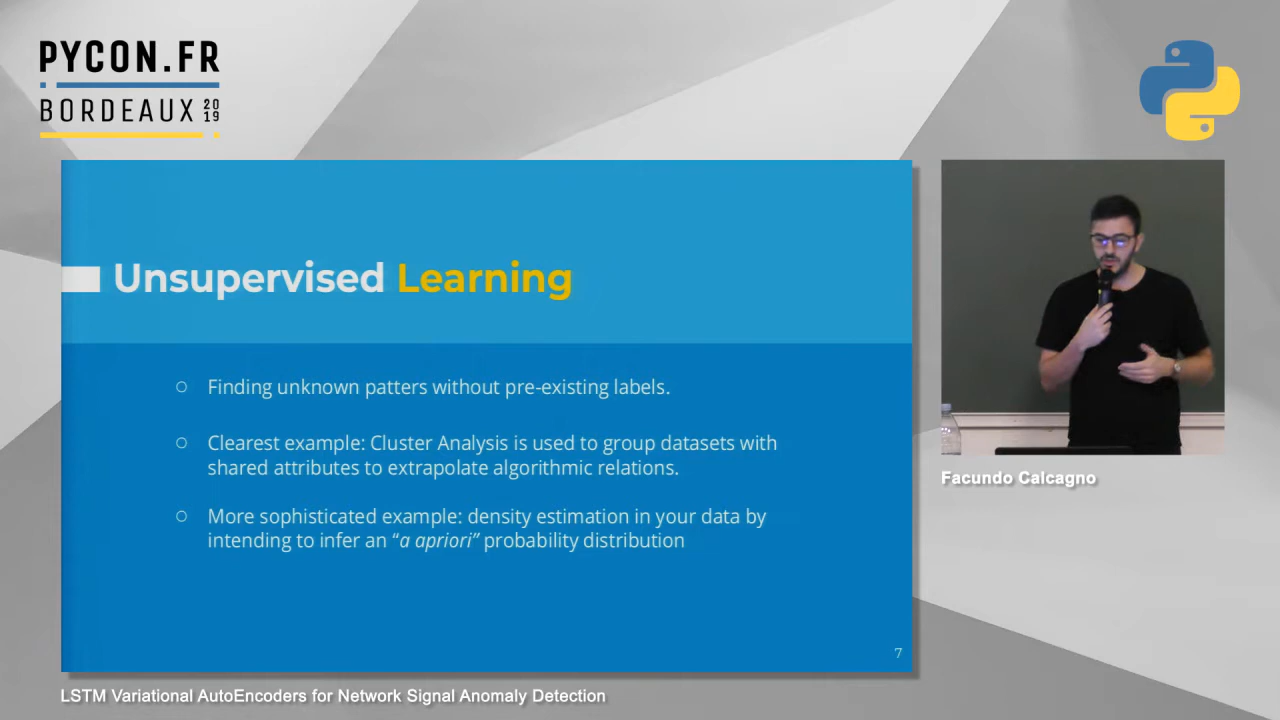 PYCON.FR
BORDEAUX 20
19
Unsupervised Learning
Finding unknown patters without pre-existing labels.
Clearest example: Cluster Analysis is used to group datasets with
shared attributes to extrapolate algorithmic relations.
More sophisticated example: density estimation in your data by
intending to infer an “a apriori” probability distribution
7
Facundo Calcagno
LSTM Variational AutoEncoders for Network Signal Anomaly Detection